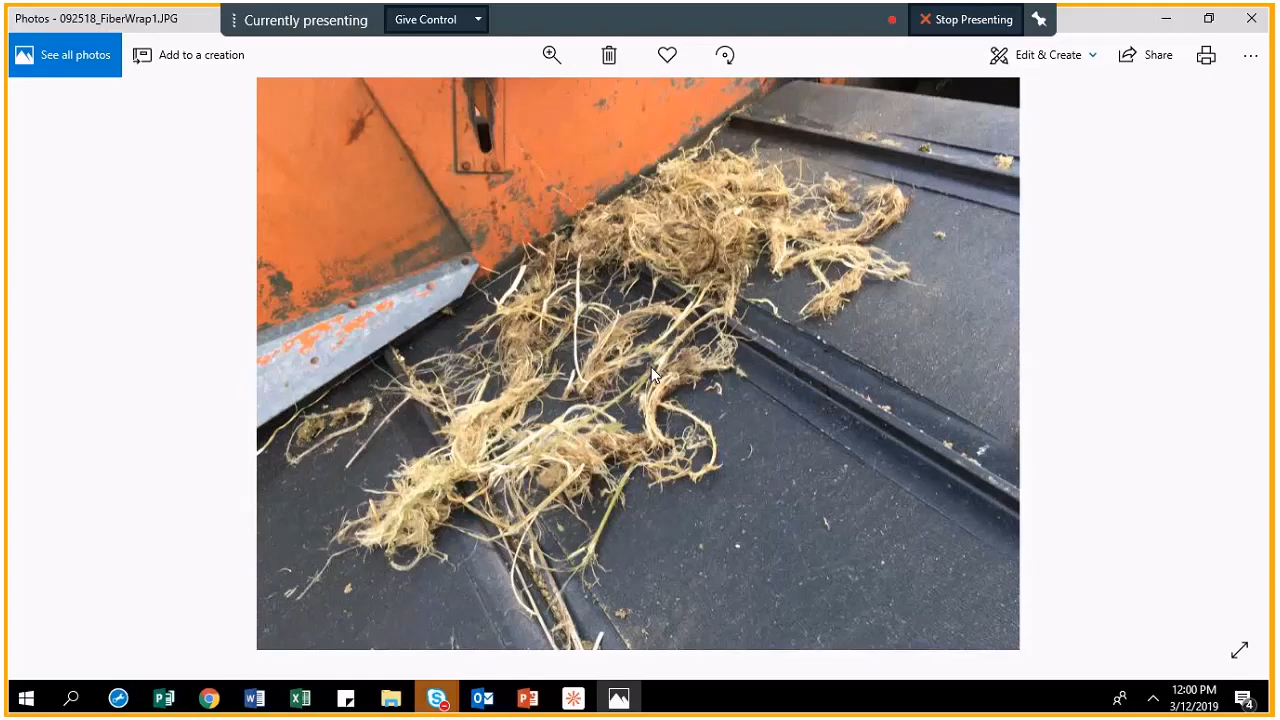 Photos - 092518_FiberWrap1.JPG
Currently presenting
Give Control
Stop Presenting
See all photos
Add to a creation
Edit & Create
Share
12:00 PM
3/12/2019
4